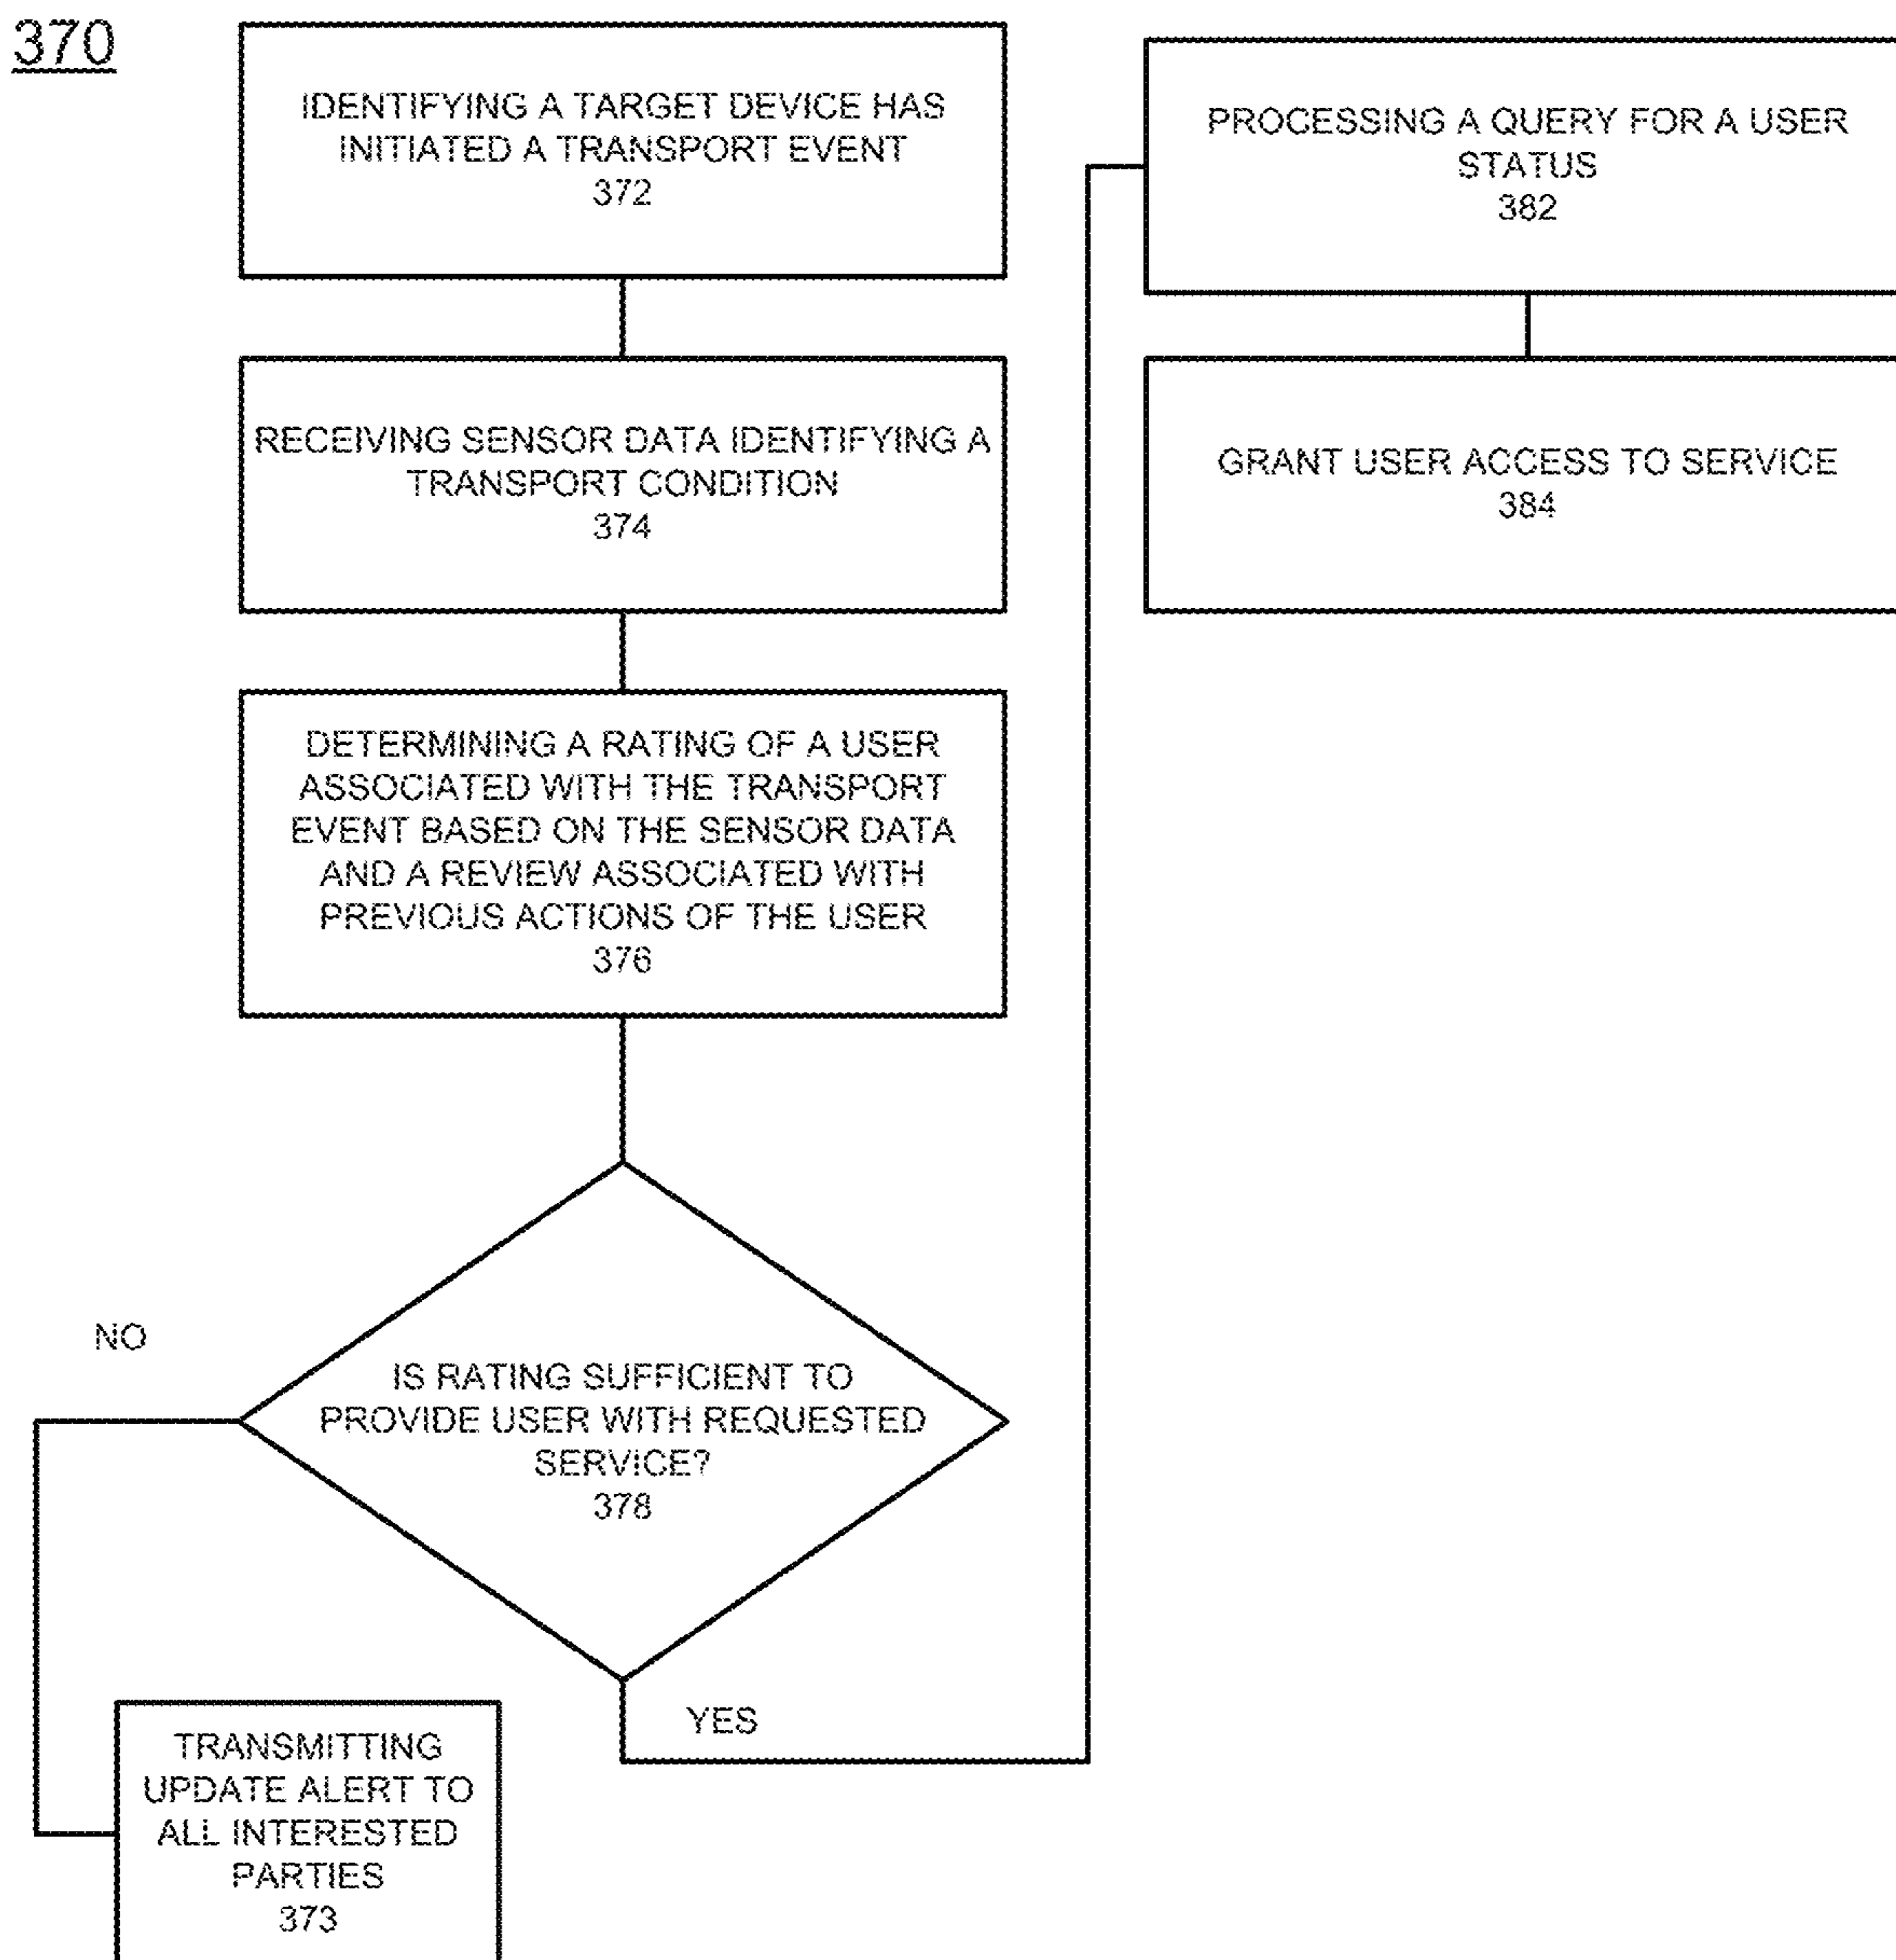 370
IDENTIFYING A TARGET DEVICE HAS
INITIATED A TRANSPORT EVENT
372
RECEIVING SENSOR DATA IDENTIFYING A
TRANSPORT CONDITION
374
DETERMINING A RATING OF A USER
ASSOCIATED WITH THE TRANSPORT
EVENT BASED ON THE SENSOR DATA
AND A REVIEW ASSOCIATED WITH
PREVIOUS ACTIONS OF THE USER
376
NO
IS RATING SUFFICIENT TO
PROVIDE USER WITH REQUESTED
SERVICE?
378
YES
TRANSMITTING
UPDATE ALERT TO
ALL INTERESTED
PARTIES
373
PROCESSING A QUERY FOR A USER
STATUS
382
GRANT USER ACCESS TO SERVICE
384